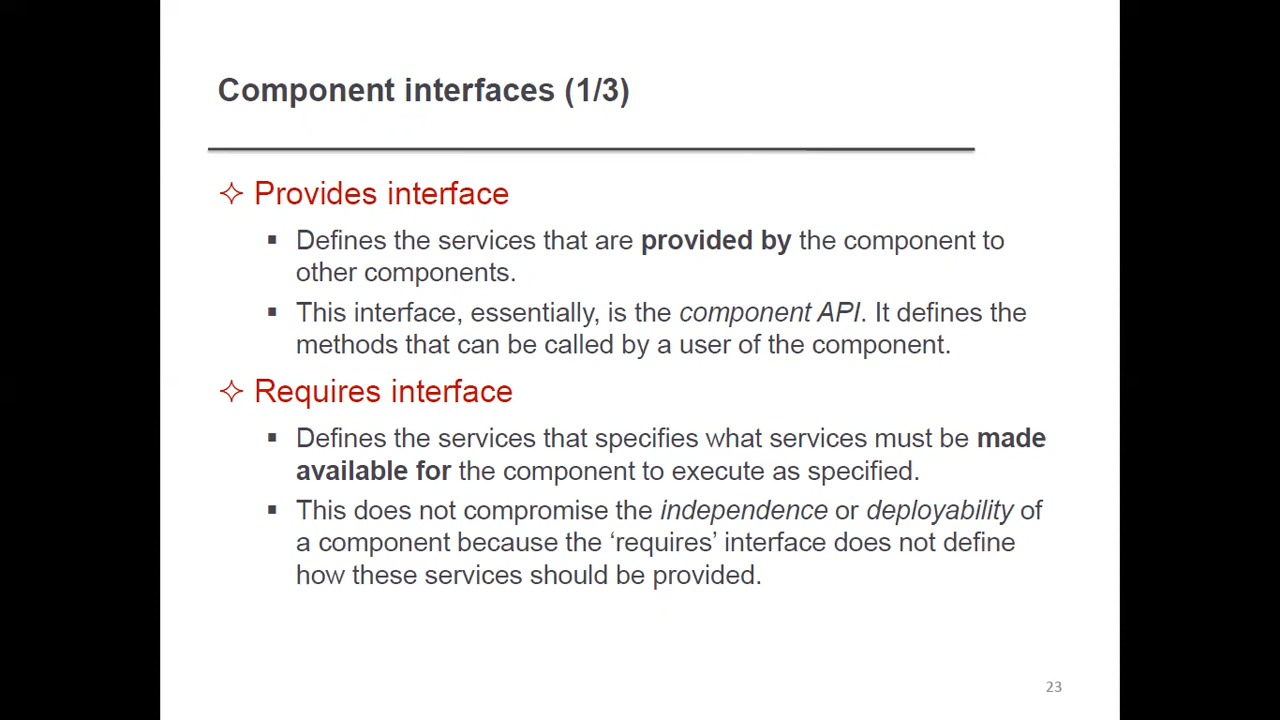 Component interfaces (1/3)
Provides interface
Defines the services that are provided by the component to
other components.
This interface, essentially, is the component API. It defines the
methods that can be called by a user of the component.
Requires interface
Defines the services that specifies what services must be made
available for the component to execute as specified.
This does not compromise the independence or deployability of
a component because the ‘requires’ interface does not define
how these services should be provided.
23